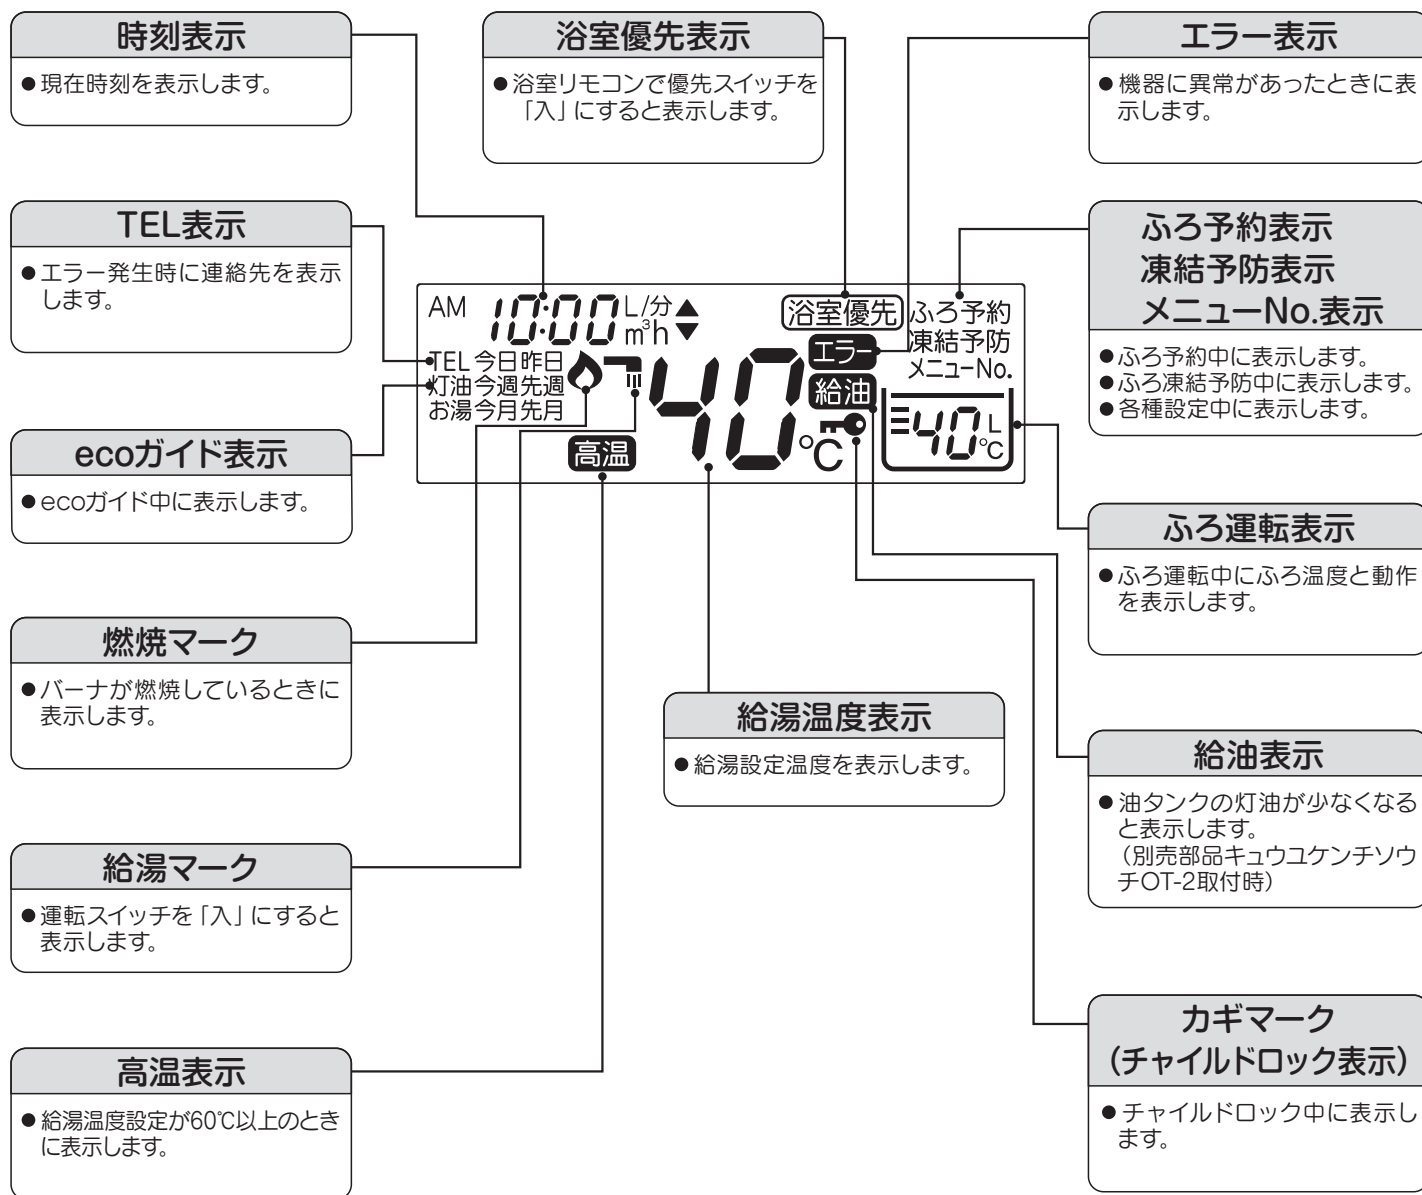 時刻表示
●現在時刻を表示します。
浴室優先表示
●浴室リモコンで優先スイッチを
「入」にすると表示します。
エラー表示
●機器に異常があったときに表
示します。
TEL表示
●エラー発生時に連絡先を表示
します。
ふろ予約表示
凍結予防表示
メニューNo.表示
●ふろ予約中に表示します。
●ふろ凍結予防中に表示します。
●各種設定中に表示します。
AM 10:00 L/分▲
m³h▼
浴室優先
ふろ予約
凍結予防
メニューNo.
TEL今日昨日
灯油今週先週
お湯今月先月
エラー
給油
高温
40℃
40 L
℃
ecoガイド表示
●ecoガイド中に表示します。
ふろ運転表示
●ふろ運転中にふろ温度と動作
を表示します。
燃焼マーク
●バーナが燃焼しているときに
表示します。
給湯温度表示
●給湯設定温度を表示します。
給油表示
●油タンクの灯油が少なくなる
と表示します。
(別売部品キュウユケンチソウ
チOT-2取付時)
給湯マーク
●運転スイッチを「入」にすると
表示します。
カギマーク
(チャイルドロック表示)
●チャイルドロック中に表示し
ます。
高温表示
●給湯温度設定が60℃以上のとき
に表示します。